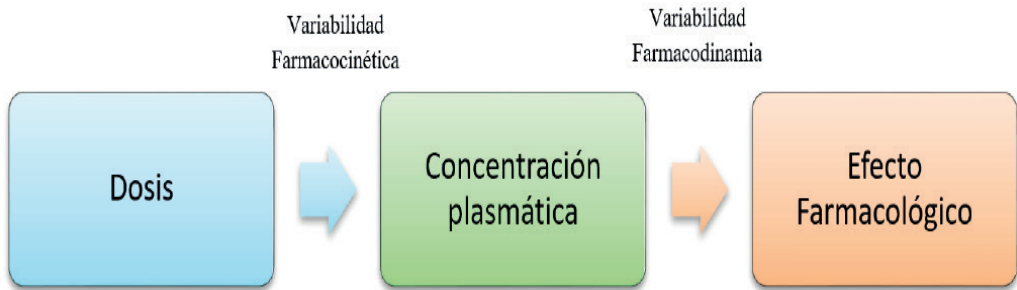 Variabilidad
Farmacocinética
Variabilidad
Farmacodinamia
Dosis
Concentración
plasmática
Efecto
Farmacológico